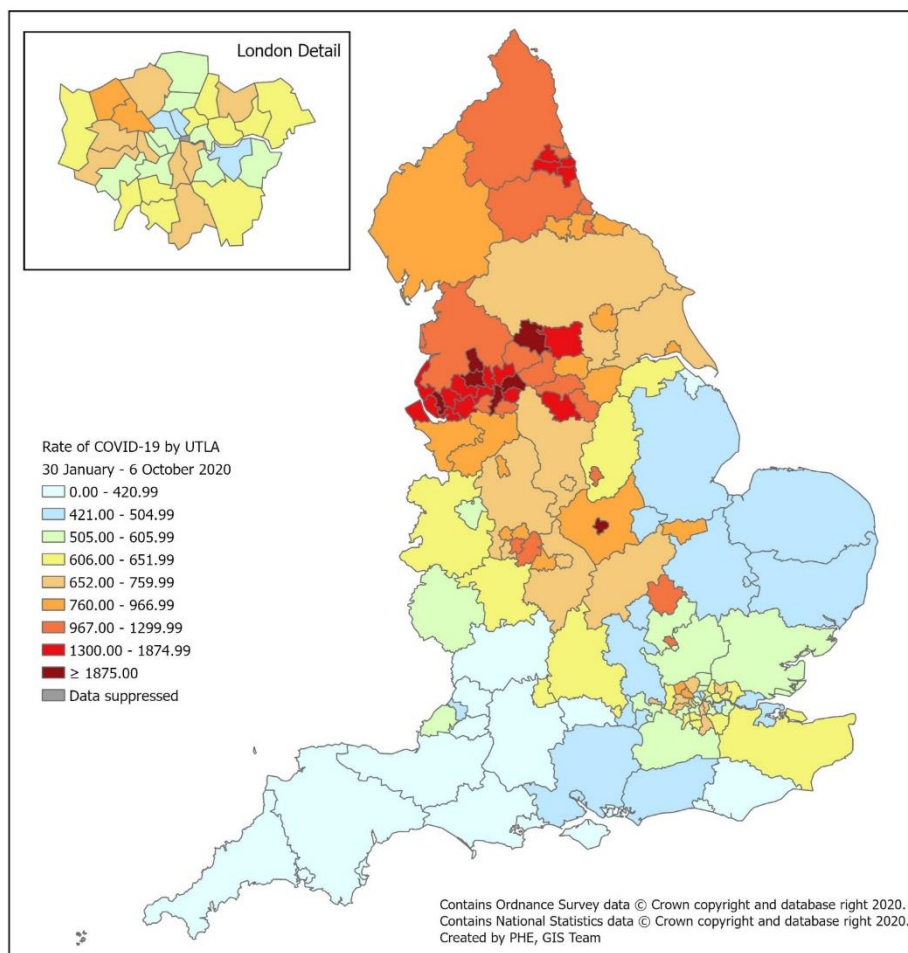 London Detail
Rate of COVID-19 by UTLA
30 January - 6 October 2020
0.00 - 420.99
421.00 - 504.99
505.00 - 605.99
606.00 - 651.99
652.00 - 759.99
760.00 - 966.99
967.00 - 1299.99
1300.00 - 1874.99
≥ 1875.00
Data suppressed
Contains Ordnance Survey data © Crown copyright and database right 2020.
Contains National Statistics data © Crown copyright and database right 2020.
Created by PHE, GIS Team